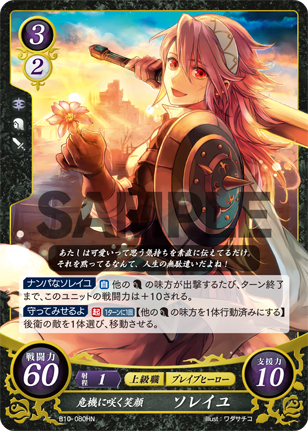 3
2
SAMPLE
あたしは可愛いって思う気持ちを素直に伝えてるだけ。
それを黙ってるなんて、人生の無駄遣いだよね!
ナンパなソレイユ 自 他の の味方が出撃するたび、ターン終了
まで、このユニットの戦闘力は+10される。
守ってみせるよ 起 1ターンに1回 【他の の味方を1体行動済みにする】
後衛の敵を1体選び、移動させる。
戦闘力
60
射程 1 上級職 ブレイブヒーロー
支援力
10
危機に咲く笑顔 ソレイユ
B10-080HN
Illust:ワダサチコ